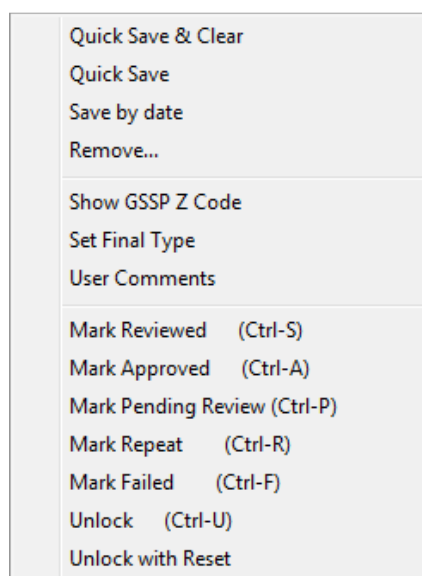 Quick Save & Clear
Quick Save
Save by date
Remove...
Show GSSP Z Code
Set Final Type
User Comments
Mark Reviewed (Ctrl-S)
Mark Approved (Ctrl-A)
Mark Pending Review (Ctrl-P)
Mark Repeat (Ctrl-R)
Mark Failed (Ctrl-F)
Unlock (Ctrl-U)
Unlock with Reset